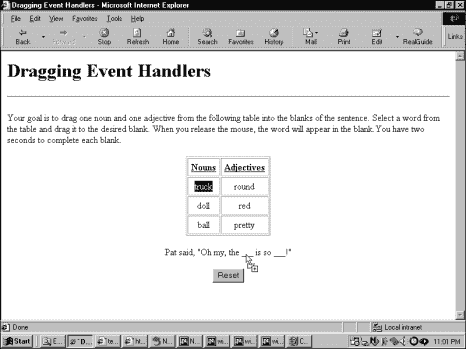 Dragging Event Handlers - Microsoft Internet Explorer
File Edit View Favorites Tools Help
Back Stop Refresh Home Search Favorites History Mail Print Edit RealGuide Links
Dragging Event Handlers
Your goal is to drag one noun and one adjective from the following table into the blanks of the sentence. Select a word from
the table and drag it to the desired blank. When you release the mouse, the word will appear in the blank. You have two
seconds to complete each blank.
Nouns Adjectives
truck round
doll red
ball pretty
Pat said, "Oh my, the ___ is so ___!"
Reset
Done Local intranet
Start 11:01 PM